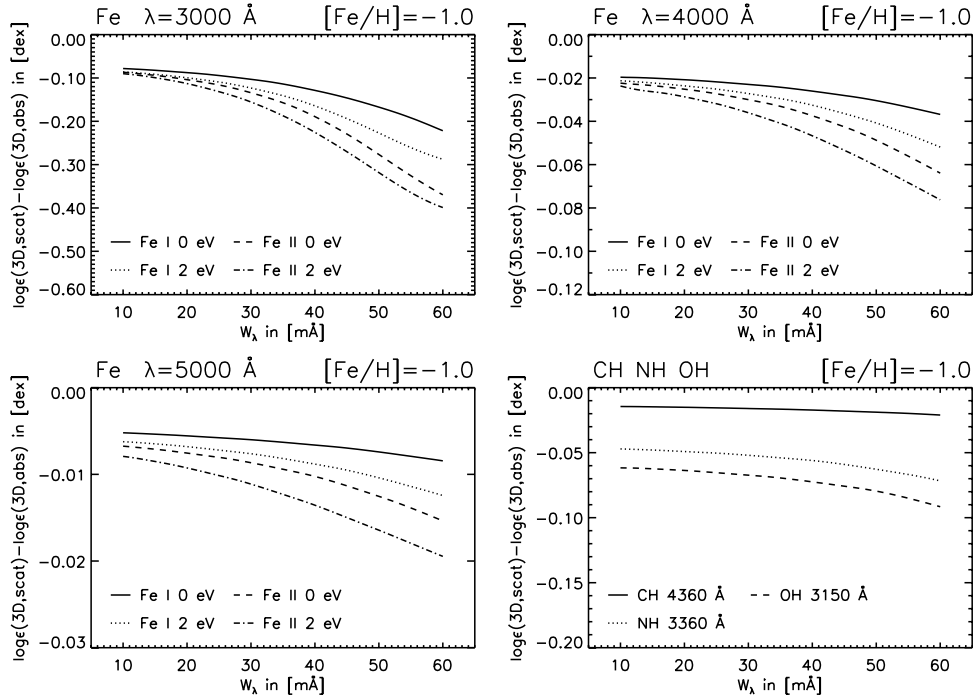 Fe λ=3000 Å [Fe/H]=−1.0
logϵ(3D,scat)−logϵ(3D,abs) in [dex]
0.00
−0.10
−0.20
−0.30
−0.40
−0.50
−0.60
Fe I 0 eV
Fe II 0 eV
Fe I 2 eV
Fe II 2 eV
10 20 30 40 50 60
Wλ in [mÅ]
Fe λ=4000 Å [Fe/H]=−1.0
logϵ(3D,scat)−logϵ(3D,abs) in [dex]
0.00
−0.02
−0.04
−0.06
−0.08
−0.10
−0.12
Fe I 0 eV
Fe II 0 eV
Fe I 2 eV
Fe II 2 eV
10 20 30 40 50 60
Wλ in [mÅ]
Fe λ=5000 Å [Fe/H]=−1.0
logϵ(3D,scat)−logϵ(3D,abs) in [dex]
0.00
−0.01
−0.02
−0.03
Fe I 0 eV
Fe II 0 eV
Fe I 2 eV
Fe II 2 eV
10 20 30 40 50 60
Wλ in [mÅ]
CH NH OH [Fe/H]=−1.0
logϵ(3D,scat)−logϵ(3D,abs) in [dex]
0.00
−0.05
−0.10
−0.15
−0.20
CH 4360 Å
OH 3150 Å
NH 3360 Å
10 20 30 40 50 60
Wλ in [mÅ]